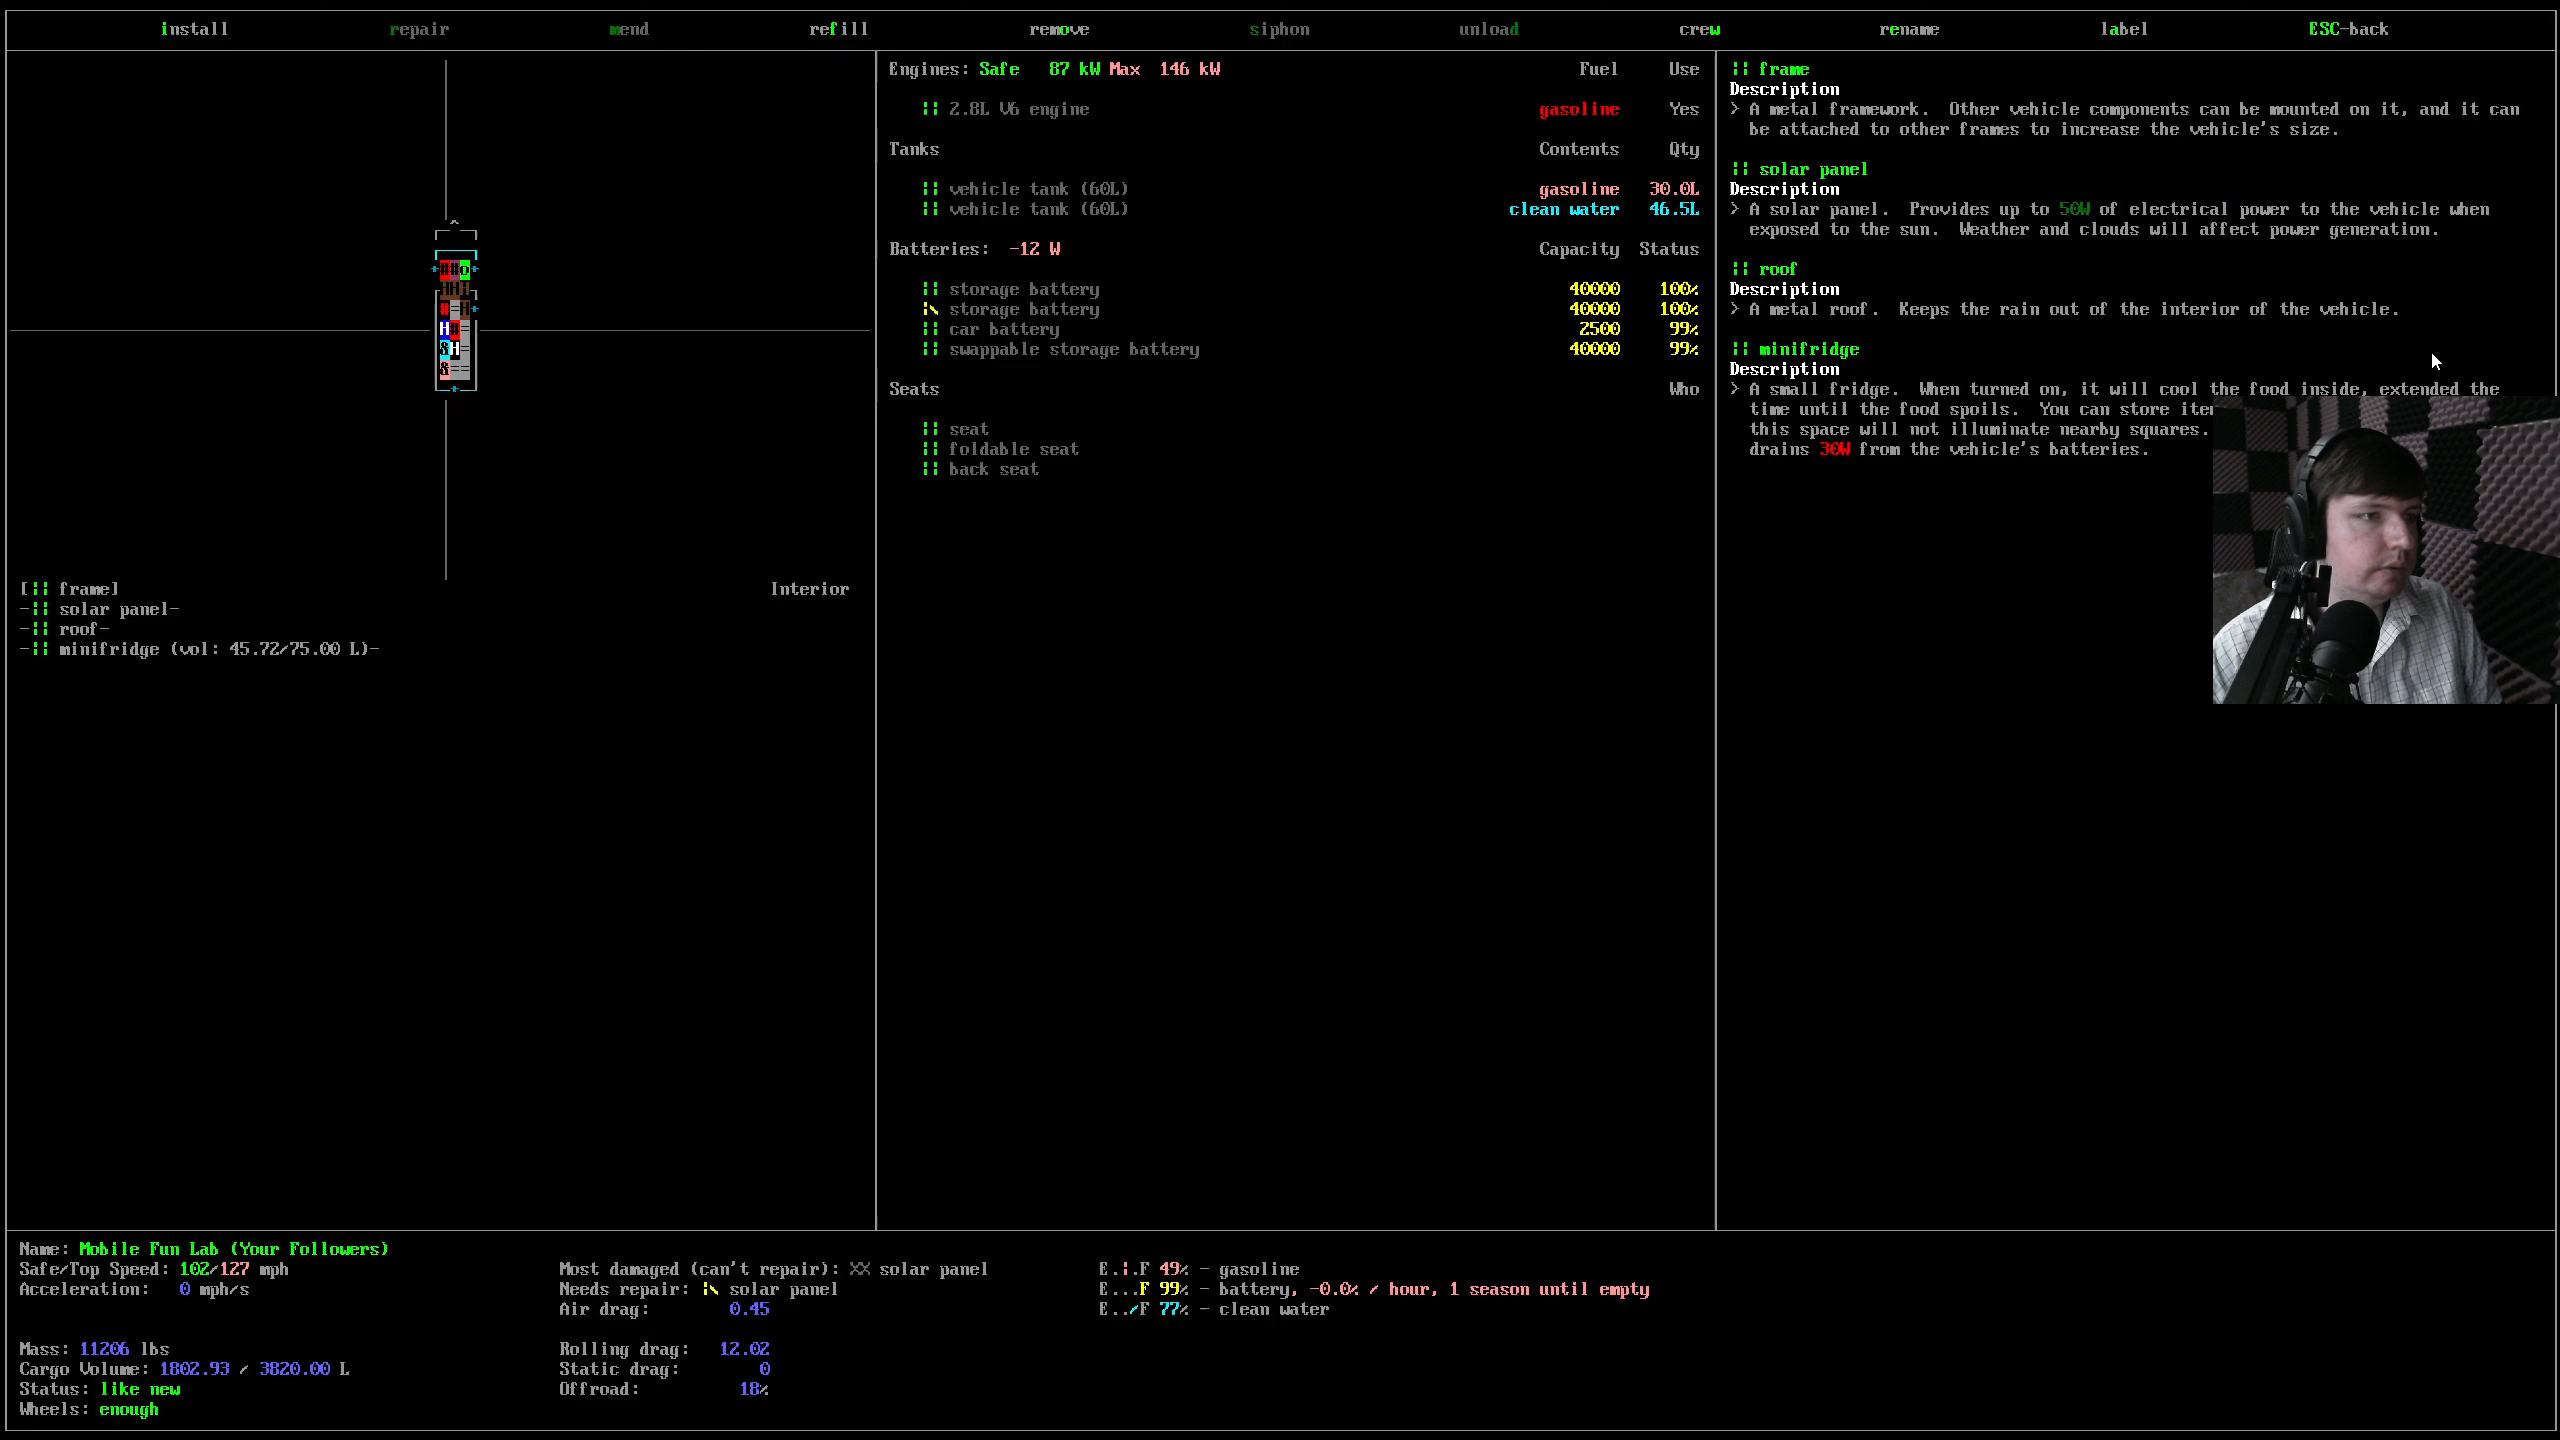 install repair mend refill remove siphon unload crew rename label ESC-back
[|| frame] Interior
-|| solar panel-
-|| roof-
-|| minifridge (vol: 45.72/75.00 L)-
Engines: Safe 87 kW Max 146 kW Fuel Use
|| 2.8L V6 engine gasoline Yes
Tanks Contents Qty
|| vehicle tank (60L) gasoline 30.0L
|| vehicle tank (60L) clean water 46.5L
Batteries: -12 W Capacity Status
|| storage battery 40000 100%
|\ storage battery 40000 100%
|| car battery 2500 99%
|| swappable storage battery 40000 99%
Seats Who
|| seat
|| foldable seat
|| back seat
|| frame
Description
> A metal framework. Other vehicle components can be mounted on it, and it can
be attached to other frames to increase the vehicle's size.
|| solar panel
Description
> A solar panel. Provides up to 50W of electrical power to the vehicle when
exposed to the sun. Weather and clouds will affect power generation.
|| roof
Description
> A metal roof. Keeps the rain out of the interior of the vehicle.
|| minifridge
Description
> A small fridge. When turned on, it will cool the food inside, extended the
time until the food spoils. You can store
this space will not illuminate nearby squares.
drains 30W from the vehicle's batteries.
Name: Mobile Fun Lab (Your Followers)
Safe/Top Speed: 102/127 mph
Acceleration: 0 mph/s
Mass: 11206 lbs
Cargo Volume: 1802.93 / 3820.00 L
Status: like new
Wheels: enough
Most damaged (can't repair): XX solar panel
Needs repair: |\ solar panel
Air drag: 0.45
Rolling drag: 12.02
Static drag: 0
Offroad: 18%
E.|.F 49% - gasoline
E...F 99% - battery, -0.0% / hour, 1 season until empty
E../F 77% - clean water